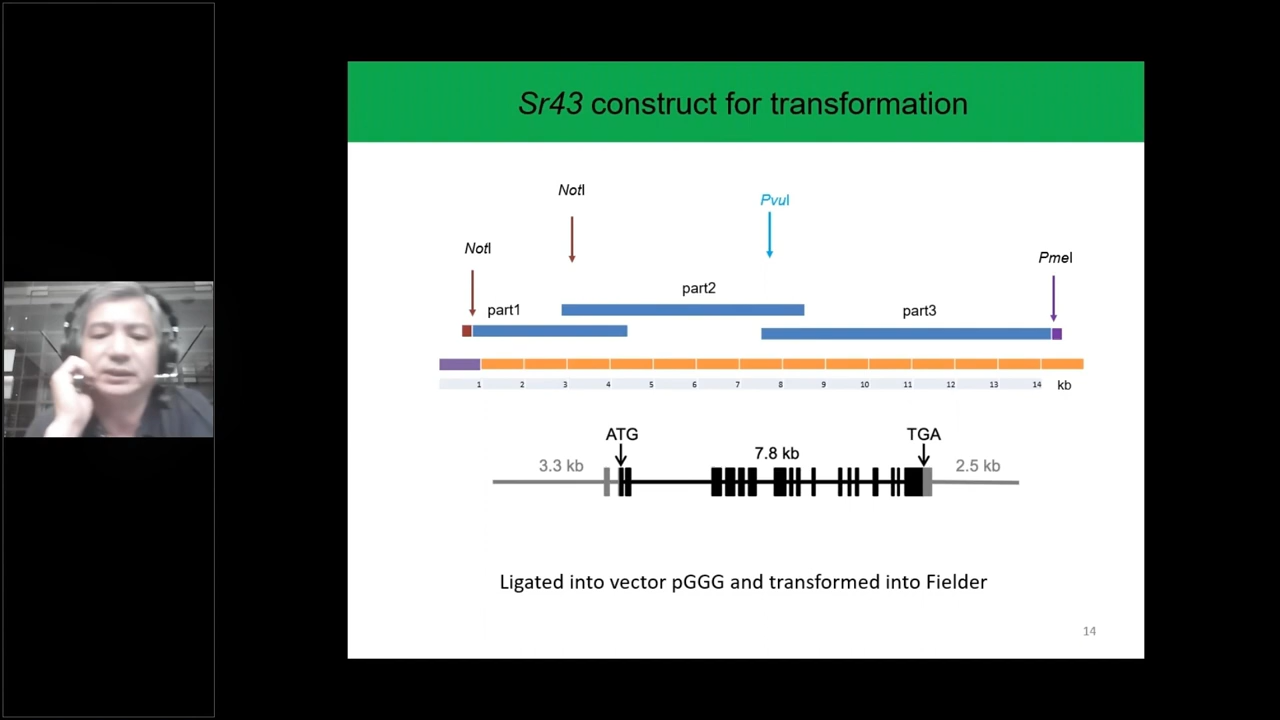 Sr43 construct for transformation
NotI
PvuI
NotI
PmeI
part2
part1
part3
1 2 3 4 5 6 7 8 9 10 11 12 13 14 kb
ATG
TGA
7.8 kb
3.3 kb
2.5 kb
Ligated into vector pGGG and transformed into Fielder
14